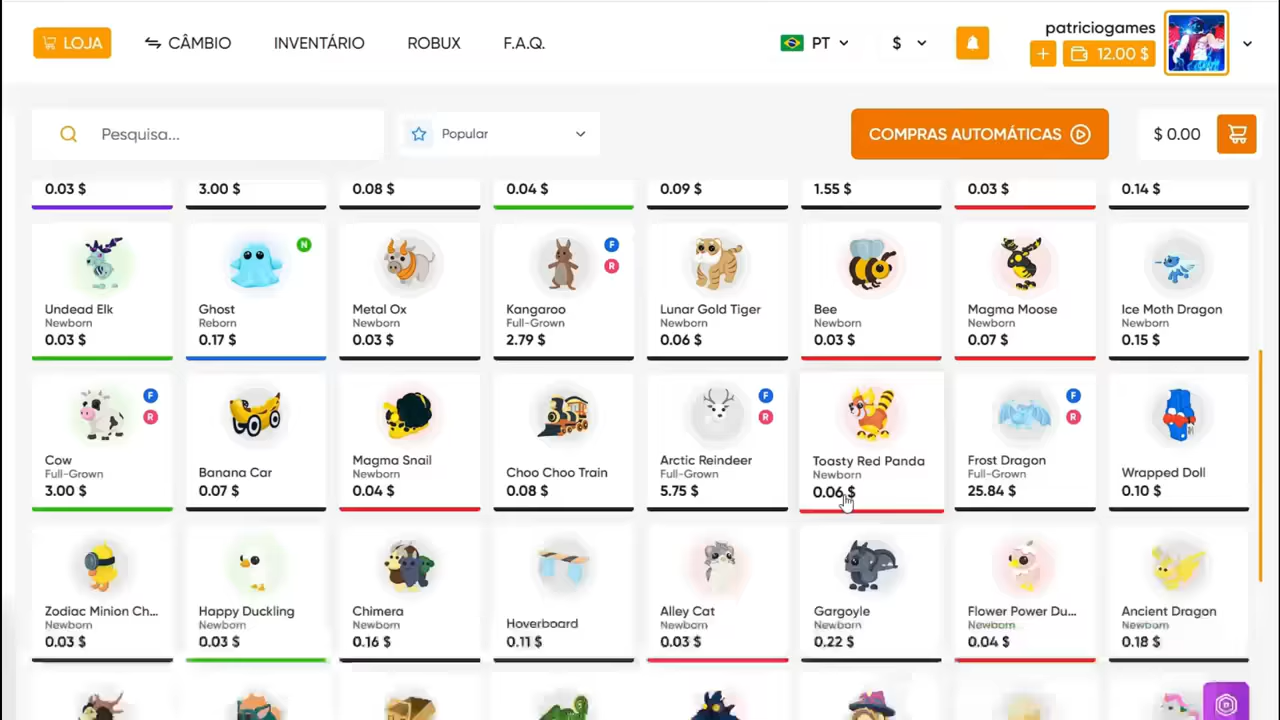 LOJA
CÂMBIO
INVENTÁRIO
ROBUX
F.A.Q.
PT
$
patriciogames
+
12.00 $
Pesquisa...
Popular
COMPRAS AUTOMÁTICAS
$ 0.00
0.03 $
3.00 $
0.08 $
0.04 $
0.09 $
1.55 $
0.03 $
0.14 $
Undead Elk
Newborn
0.03 $
N
Ghost
Reborn
0.17 $
Metal Ox
Newborn
0.03 $
F
R
Kangaroo
Full-Grown
2.79 $
Lunar Gold Tiger
Newborn
0.06 $
Bee
Newborn
0.03 $
Magma Moose
Newborn
0.07 $
Ice Moth Dragon
Newborn
0.15 $
F
R
Cow
Full-Grown
3.00 $
Banana Car
0.07 $
Magma Snail
Newborn
0.04 $
Choo Choo Train
0.08 $
F
R
Arctic Reindeer
Full-Grown
5.75 $
Toasty Red Panda
Newborn
0.06 $
F
R
Frost Dragon
Full-Grown
25.84 $
Wrapped Doll
0.10 $
Zodiac Minion Ch...
Newborn
0.03 $
Happy Duckling
Newborn
0.03 $
Chimera
Newborn
0.16 $
Hoverboard
0.11 $
Alley Cat
Newborn
0.03 $
Gargoyle
Newborn
0.22 $
Flower Power Du...
Newborn
0.04 $
Ancient Dragon
Newborn
0.18 $